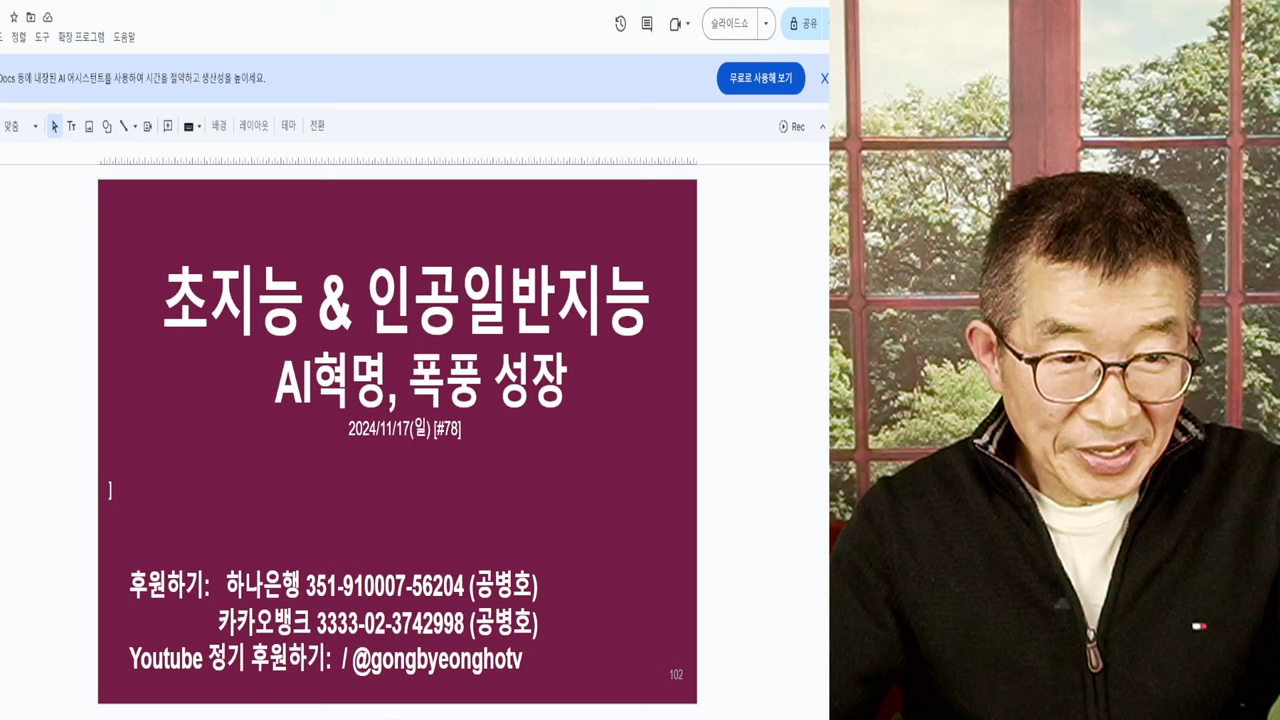 정렬 도구 확장 프로그램 도움말
슬라이드쇼
공유
Docs 등에 내장된 AI 어시스턴트를 사용하여 시간을 절약하고 생산성을 높이세요.
무료로 사용해 보기
맞춤
배경 레이아웃 테마 전환
Rec
초지능 & 인공일반지능
AI혁명, 폭풍 성장
2024/11/17(일) [#78]
]
후원하기: 하나은행 351-910007-56204 (공병호)
카카오뱅크 3333-02-3742998 (공병호)
Youtube 정기 후원하기: / @gongbyeonghotv
102